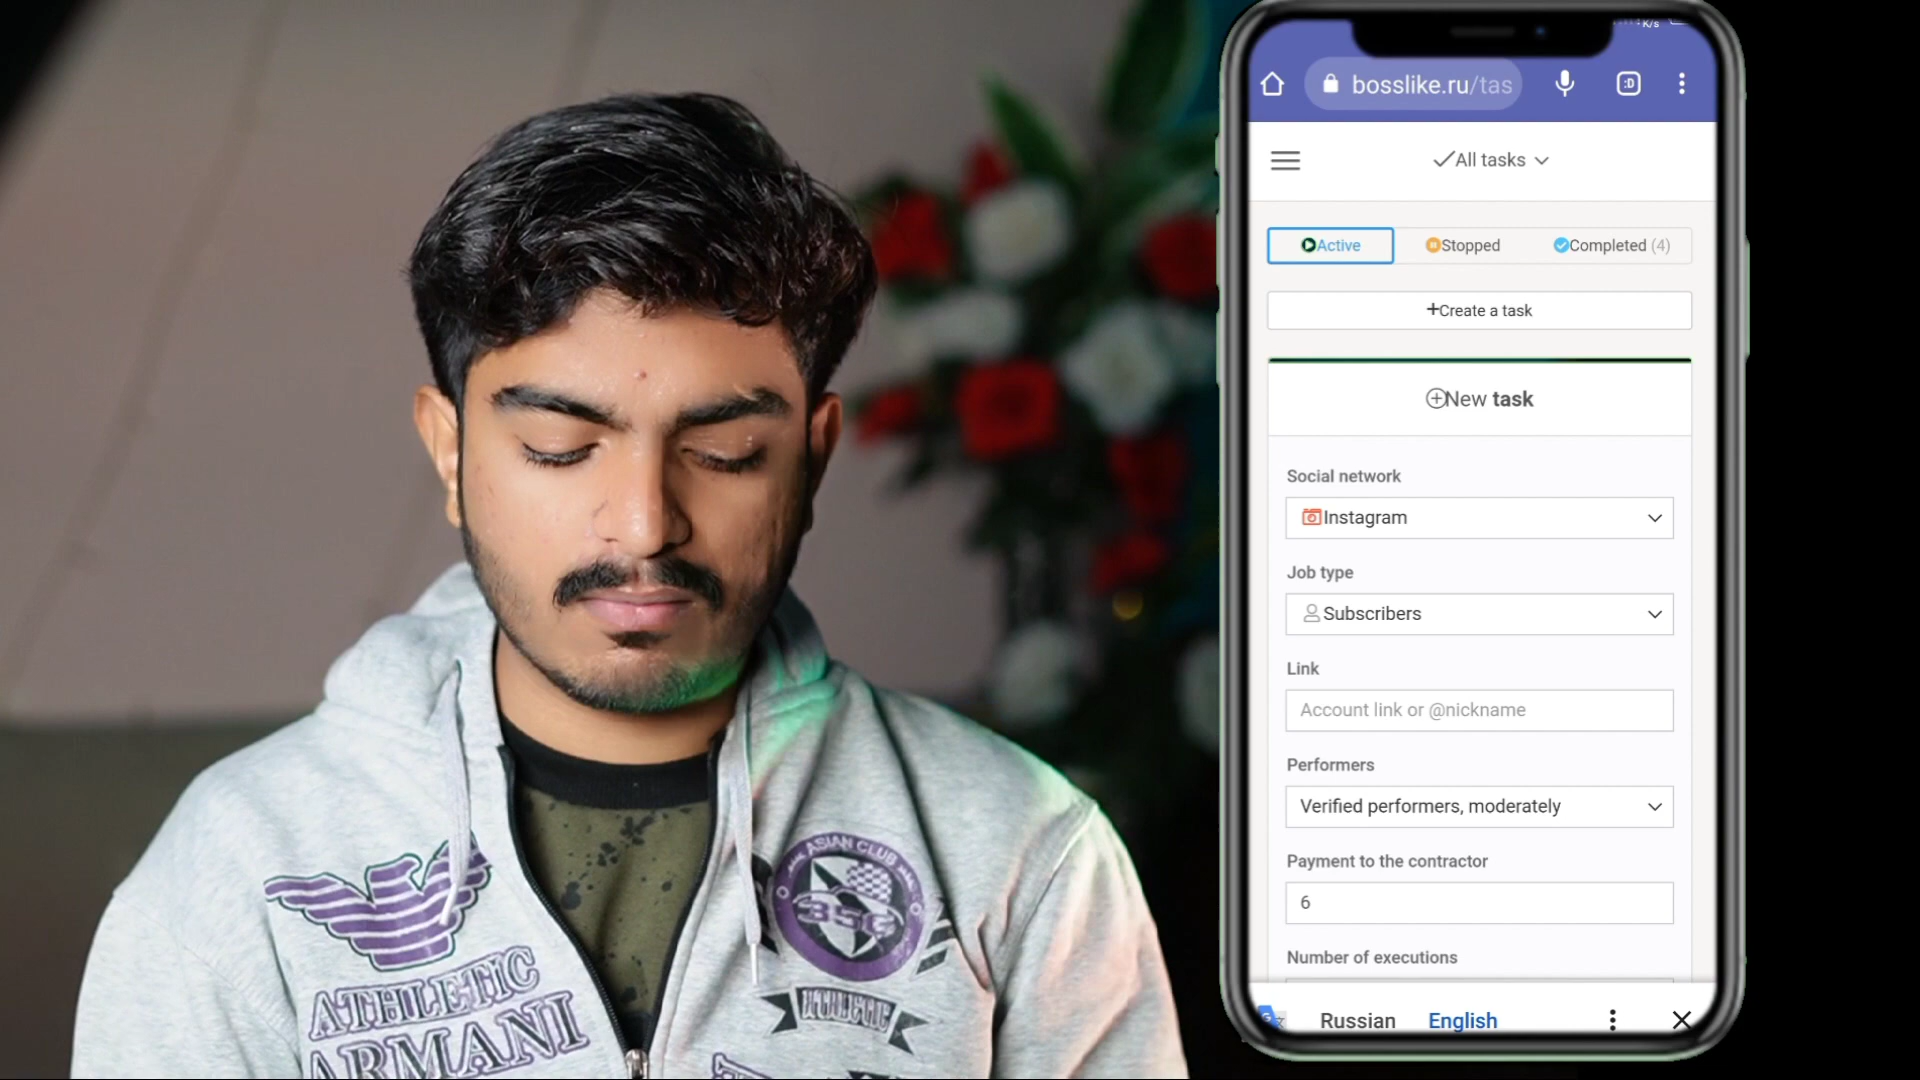 K/s
bosslike.ru/tas
:D
All tasks
Active
Stopped
Completed (4)
+Create a task
New task
Social network
Instagram
Job type
Subscribers
Link
Account link or @nickname
Performers
Verified performers, moderately
Payment to the contractor
6
Number of executions
Russian
English
ASIAN CLUB
35G
ATHLETIC
ATHLETIC
ARMANI